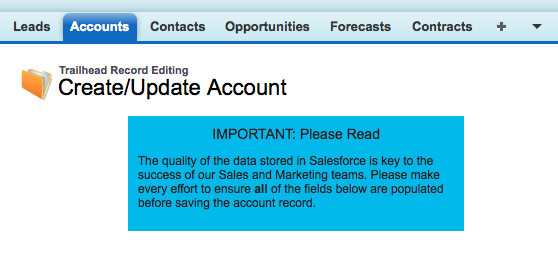 Leads Accounts Contacts Opportunities Forecasts Contracts +
Trailhead Record Editing
Create/Update Account
IMPORTANT: Please Read
The quality of the data stored in Salesforce is key to the
success of our Sales and Marketing teams. Please make
every effort to ensure all of the fields below are populated
before saving the account record.